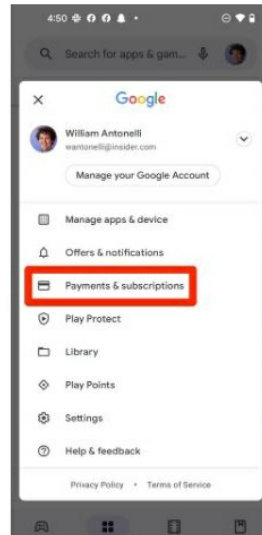 4:50
Search for apps & gam...
Google
William Antonelli
wantonelli@insider.com
Manage your Google Account
Manage apps & device
Offers & notifications
Payments & subscriptions
Play Protect
Library
Play Points
Settings
Help & feedback
Privacy Policy • Terms of Service